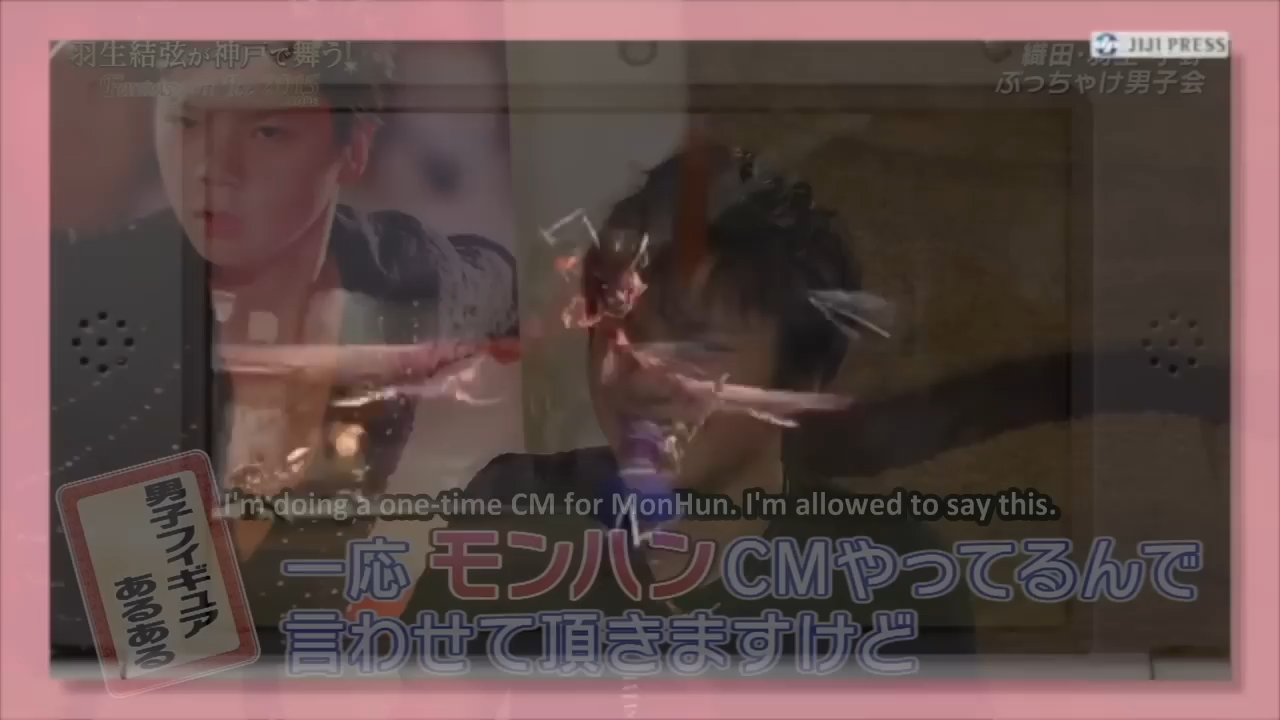 羽生結弦が神戸で舞う!
JIJI PRESS
ぶっちゃけ男子会
男子フィギュア
あるある
I'm doing a one-time CM for MonHun. I'm allowed to say this.
一応 モンハンCMやってるんで
言わせて頂きますけど